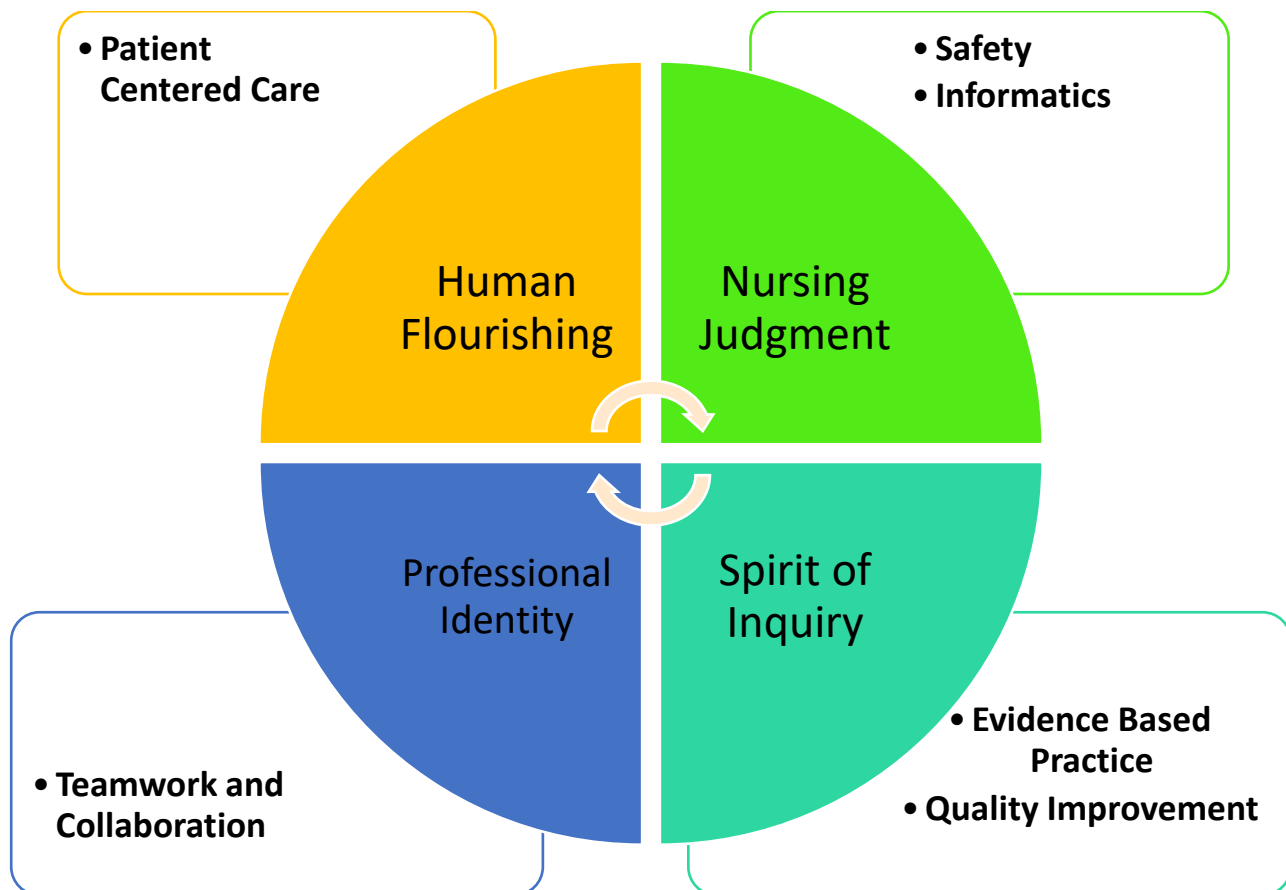 • Patient
Centered Care
• Safety
• Informatics
Human
Flourishing
Nursing
Judgment
Professional
Identity
Spirit of
Inquiry
• Teamwork and
Collaboration
• Evidence Based
Practice
• Quality Improvement